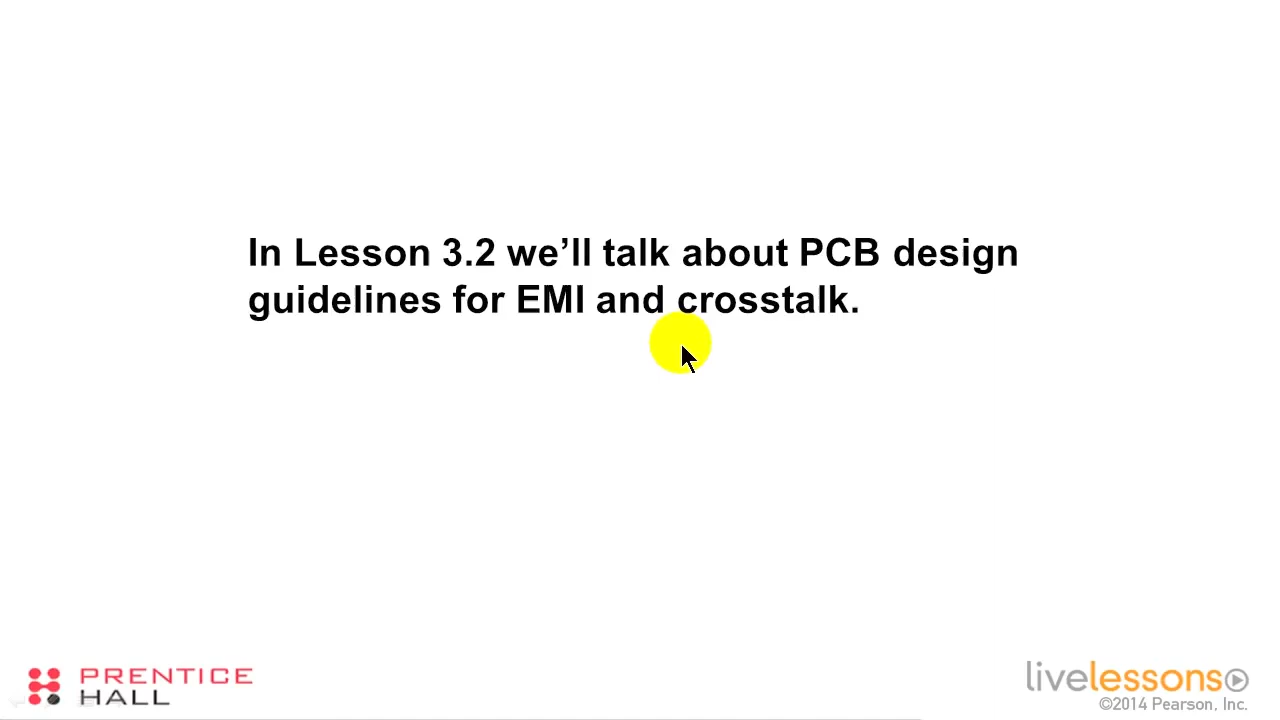 In Lesson 3.2 we’ll talk about PCB design
guidelines for EMI and crosstalk.
PRENTICE
HALL
livelessons
©2014 Pearson, Inc.